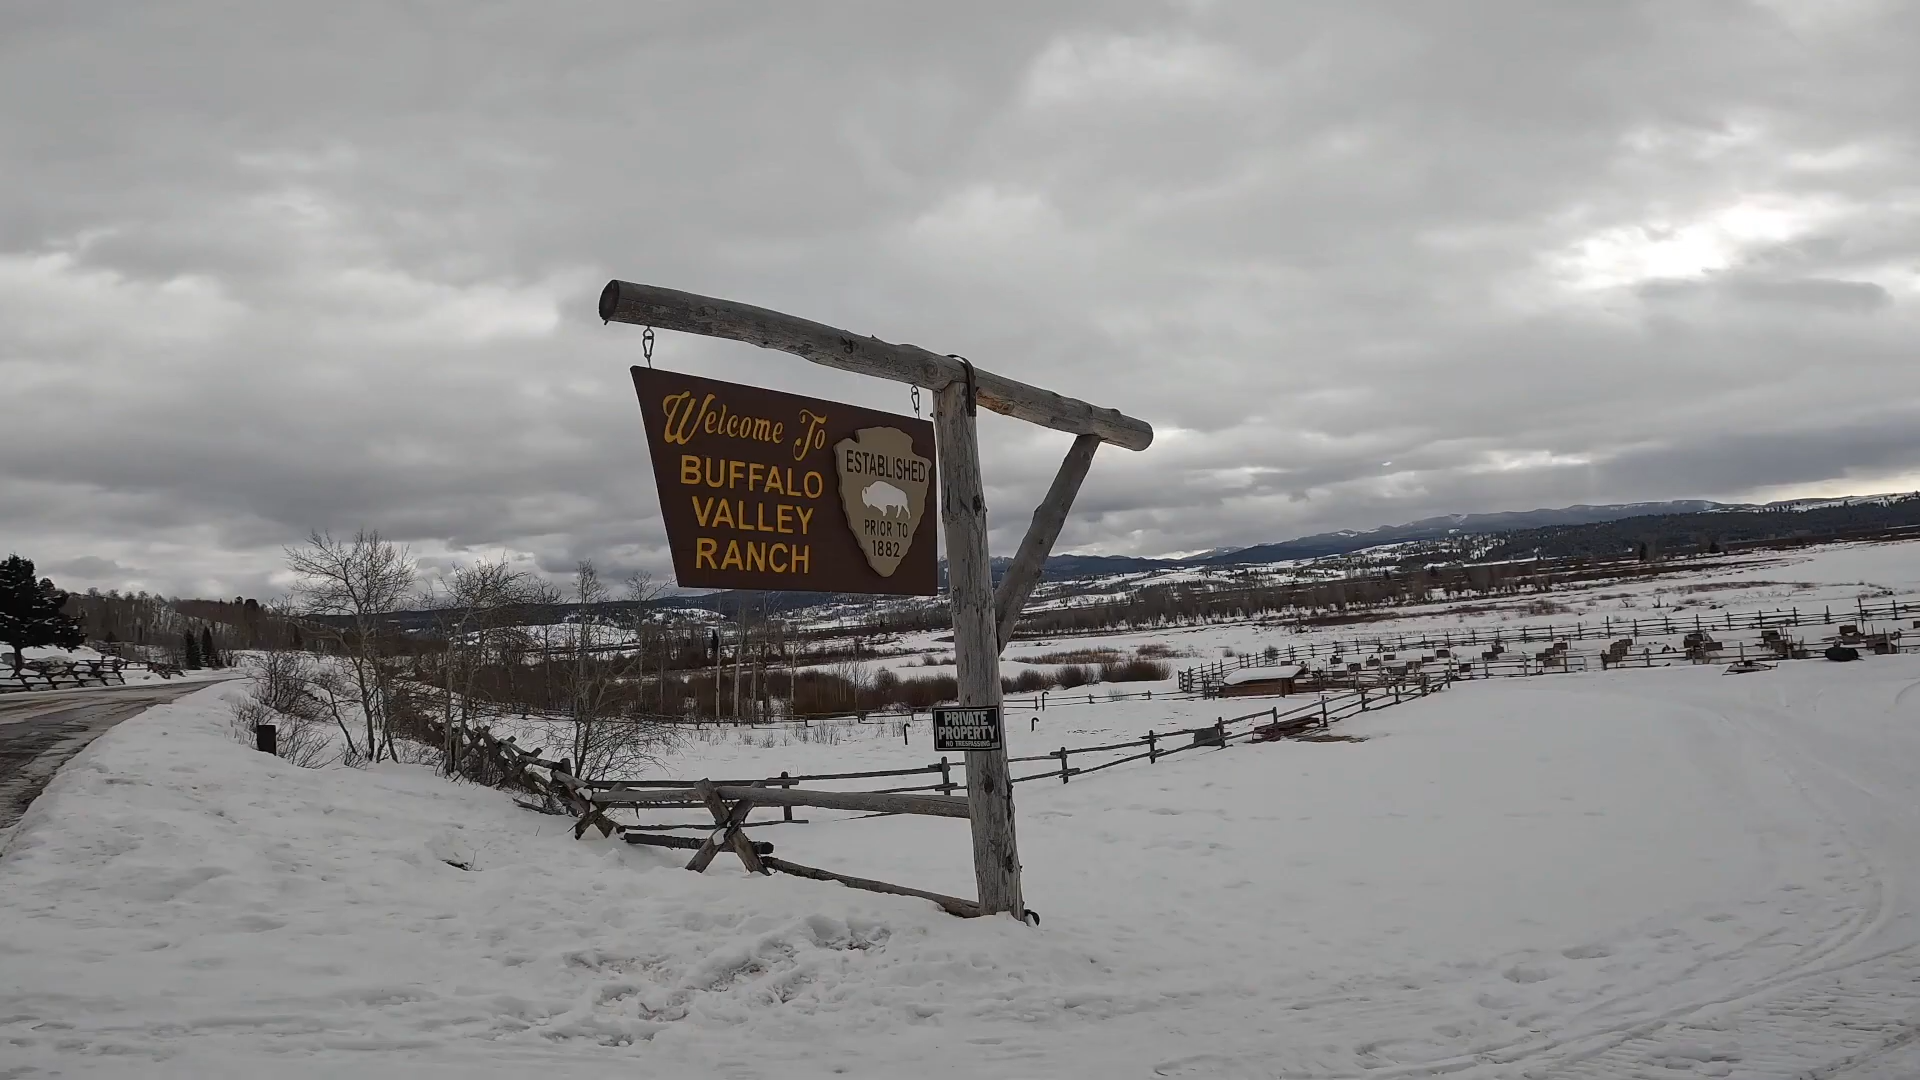 Welcome To
BUFFALO
VALLEY
RANCH
ESTABLISHED
PRIOR TO
1882
PRIVATE
PROPERTY
NO TRESPASSING